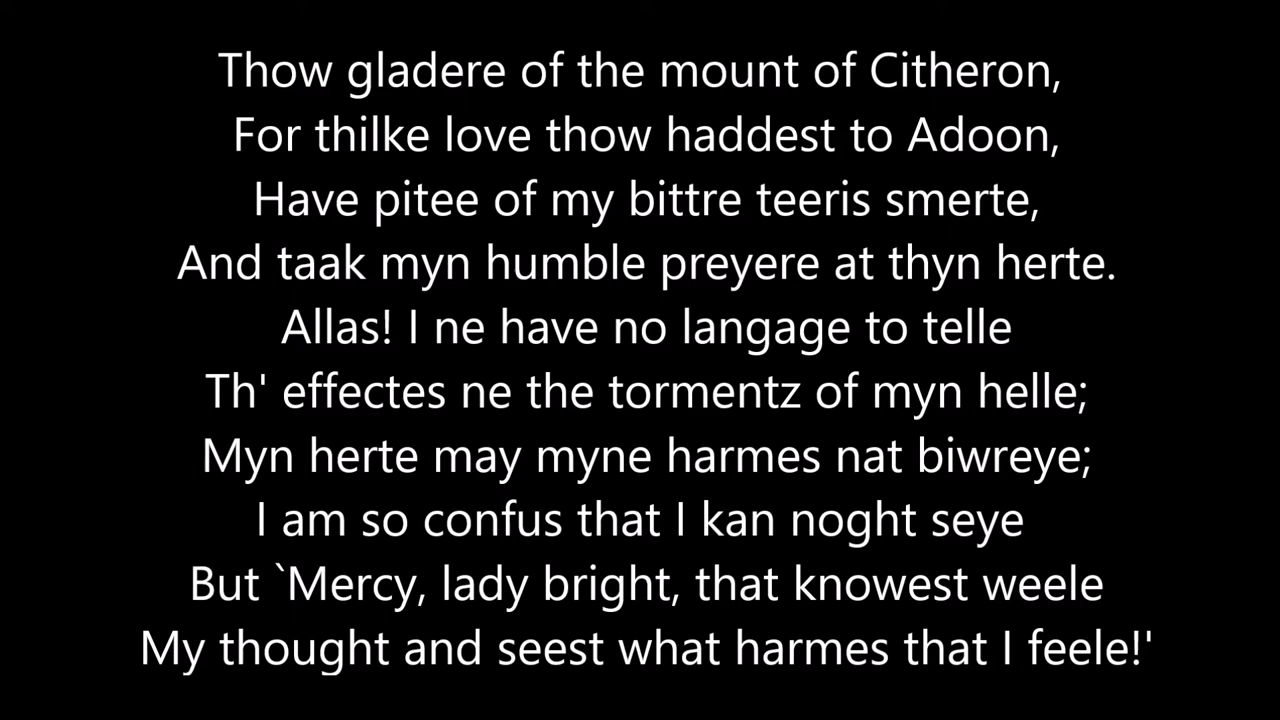 Thow gladere of the mount of Citheron,
For thilke love thow haddest to Adoon,
Have pitee of my bittre teeris smerte,
And taak myn humble preyere at thyn herte.
Allas! I ne have no langage to telle
Th' effectes ne the tormentz of myn helle;
Myn herte may myne harmes nat biwreye;
I am so confus that I kan noght seye
But `Mercy, lady bright, that knowest weele
My thought and seest what harmes that I feele!'